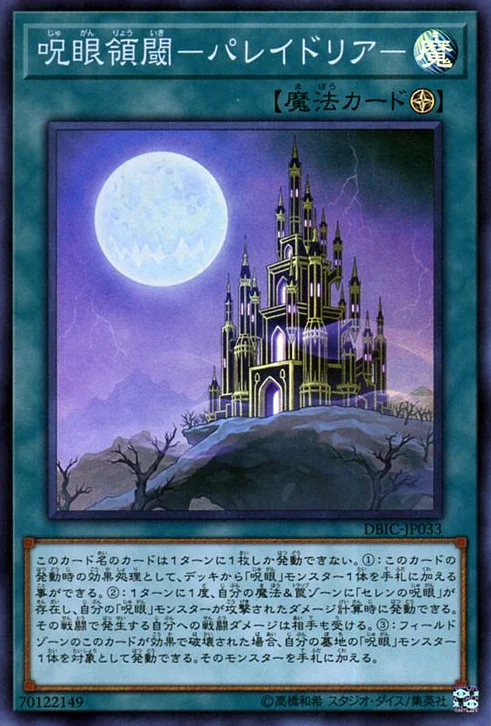 呪眼領閾－パレイドリア－
魔
【魔法カード】
DBIC-JP033
このカード名のカードは1ターンに1枚しか発動できない。①：このカードの
発動時の効果処理として、デッキから「呪眼」モンスター1体を手札に加える
事ができる。②：1ターンに1度、自分の魔法＆罠ゾーンに「セレンの呪眼」が
存在し、自分の「呪眼」モンスターが攻撃されたダメージ計算時に発動できる。
その戦闘で発生する自分への戦闘ダメージは相手も受ける。③：フィールド
ゾーンのこのカードが効果で破壊された場合、自分の墓地の「呪眼」モンスター
1体を対象として発動できる。そのモンスターを手札に加える。
70122149
©高橋和希 スタジオ・ダイス/集英社